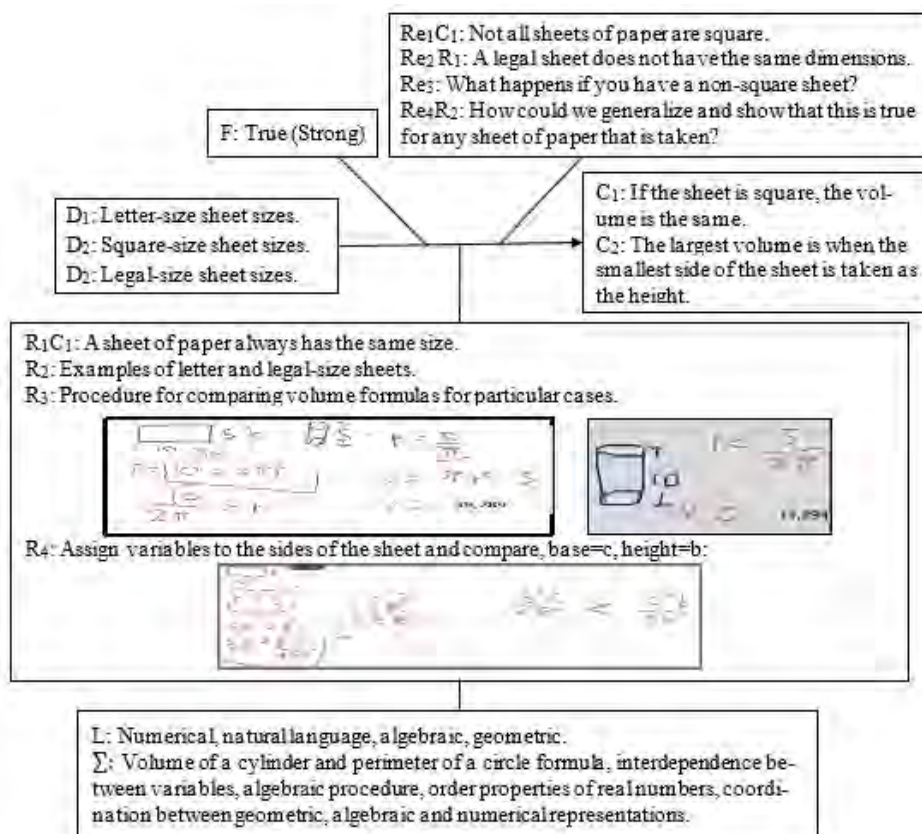 Re1C1: Not all sheets of paper are square.
Re2 R1: A legal sheet does not have the same dimensions.
Re3: What happens if you have a non-square sheet?
Re4R2: How could we generalize and show that this is true
for any sheet of paper that is taken?
F: True (Strong)
D1: Letter-size sheet sizes.
D2: Square-size sheet sizes.
D2: Legal-size sheet sizes.
C1: If the sheet is square, the vol-
ume is the same.
C2: The largest volume is when the
smallest side of the sheet is taken as
the height.
R1C1: A sheet of paper always has the same size.
R2: Examples of letter and legal-size sheets.
R3: Procedure for comparing volume formulas for particular cases.
R4: Assign variables to the sides of the sheet and compare, base=c, height=b:
L: Numerical, natural language, algebraic, geometric.
∑: Volume of a cylinder and perimeter of a circle formula, interdependence be-
tween variables, algebraic procedure, order properties of real numbers, coordi-
nation between geometric, algebraic and numerical representations.